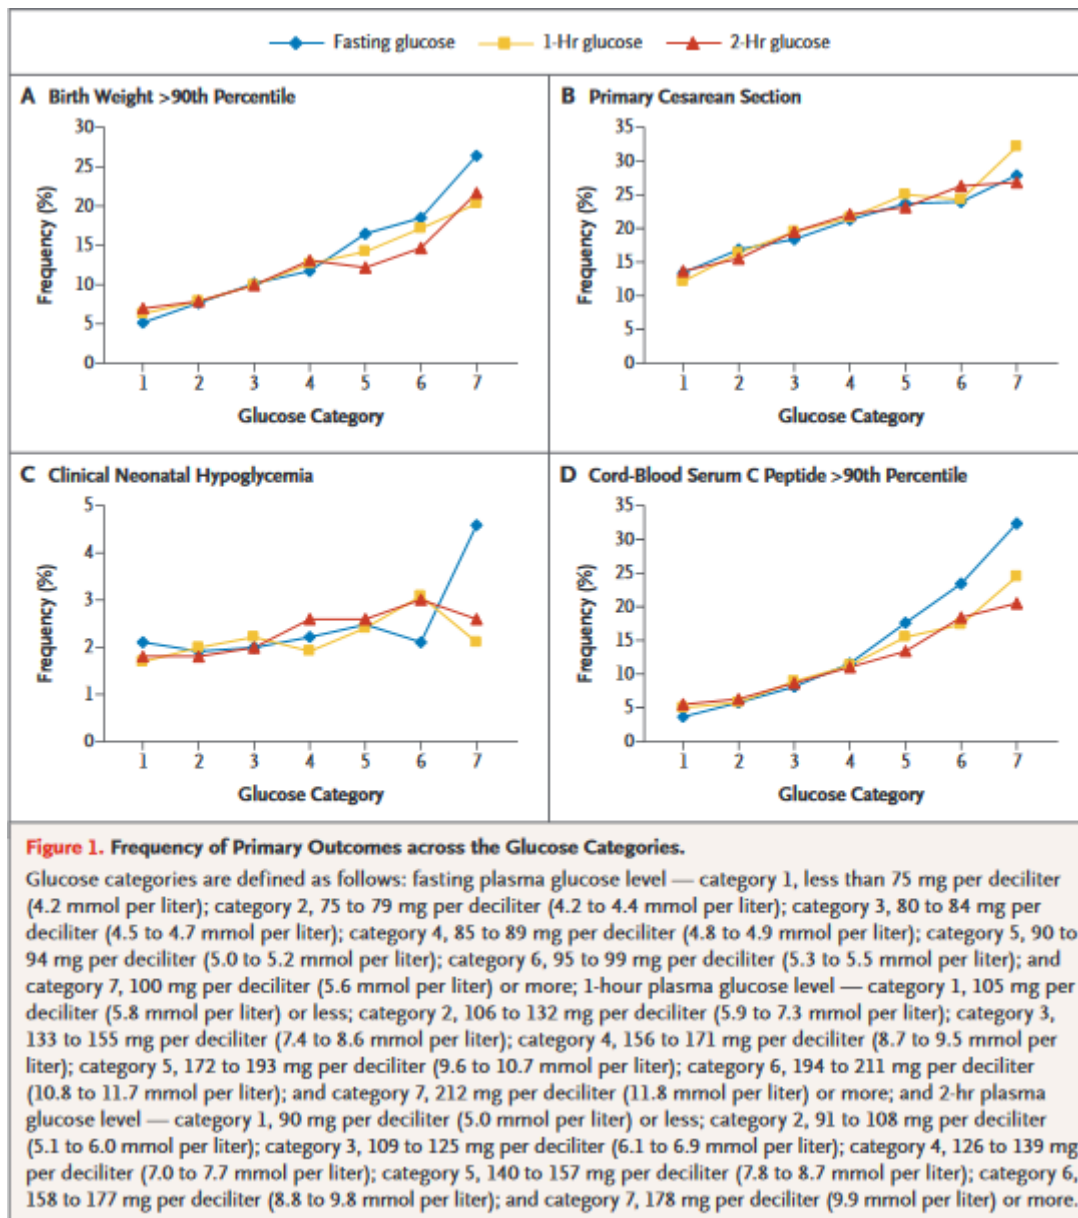 Fasting glucose 1-Hr glucose 2-Hr glucose
A Birth Weight >90th Percentile
30
25
20
15
10
5
0
Frequency (%)
1 2 3 4 5 6 7
Glucose Category
B Primary Cesarean Section
35
30
25
20
15
10
5
0
Frequency (%)
1 2 3 4 5 6 7
Glucose Category
C Clinical Neonatal Hypoglycemia
5
4
3
2
1
0
Frequency (%)
1 2 3 4 5 6 7
Glucose Category
D Cord-Blood Serum C Peptide >90th Percentile
35
30
25
20
15
10
5
0
Frequency (%)
1 2 3 4 5 6 7
Glucose Category
Figure 1. Frequency of Primary Outcomes across the Glucose Categories.
Glucose categories are defined as follows: fasting plasma glucose level — category 1, less than 75 mg per deciliter
(4.2 mmol per liter); category 2, 75 to 79 mg per deciliter (4.2 to 4.4 mmol per liter); category 3, 80 to 84 mg per
deciliter (4.5 to 4.7 mmol per liter); category 4, 85 to 89 mg per deciliter (4.8 to 4.9 mmol per liter); category 5, 90 to
94 mg per deciliter (5.0 to 5.2 mmol per liter); category 6, 95 to 99 mg per deciliter (5.3 to 5.5 mmol per liter); and
category 7, 100 mg per deciliter (5.6 mmol per liter) or more; 1-hour plasma glucose level — category 1, 105 mg per
deciliter (5.8 mmol per liter) or less; category 2, 106 to 132 mg per deciliter (5.9 to 7.3 mmol per liter); category 3,
133 to 155 mg per deciliter (7.4 to 8.6 mmol per liter); category 4, 156 to 171 mg per deciliter (8.7 to 9.5 mmol per
liter); category 5, 172 to 193 mg per deciliter (9.6 to 10.7 mmol per liter); category 6, 194 to 211 mg per deciliter
(10.8 to 11.7 mmol per liter); and category 7, 212 mg per deciliter (11.8 mmol per liter) or more; and 2-hr plasma
glucose level — category 1, 90 mg per deciliter (5.0 mmol per liter) or less; category 2, 91 to 108 mg per deciliter
(5.1 to 6.0 mmol per liter); category 3, 109 to 125 mg per deciliter (6.1 to 6.9 mmol per liter); category 4, 126 to 139 mg
per deciliter (7.0 to 7.7 mmol per liter); category 5, 140 to 157 mg per deciliter (7.8 to 8.7 mmol per liter); category 6,
158 to 177 mg per deciliter (8.8 to 9.8 mmol per liter); and category 7, 178 mg per deciliter (9.9 mmol per liter) or more.